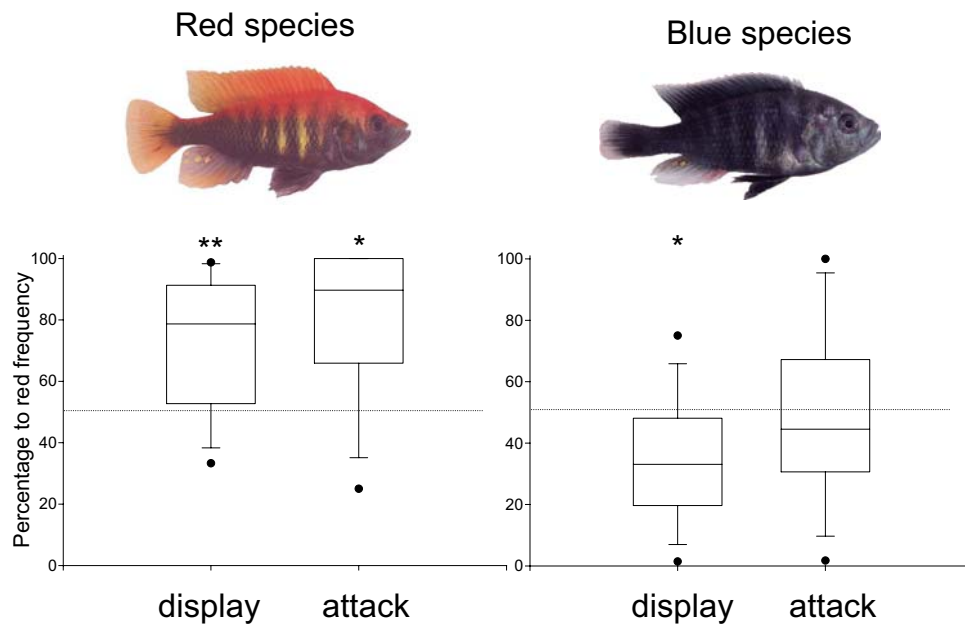 Red species
Blue species
** *
*
Percentage to red frequency
100
80
60
40
20
0
100
80
60
40
20
0
display attack
display attack